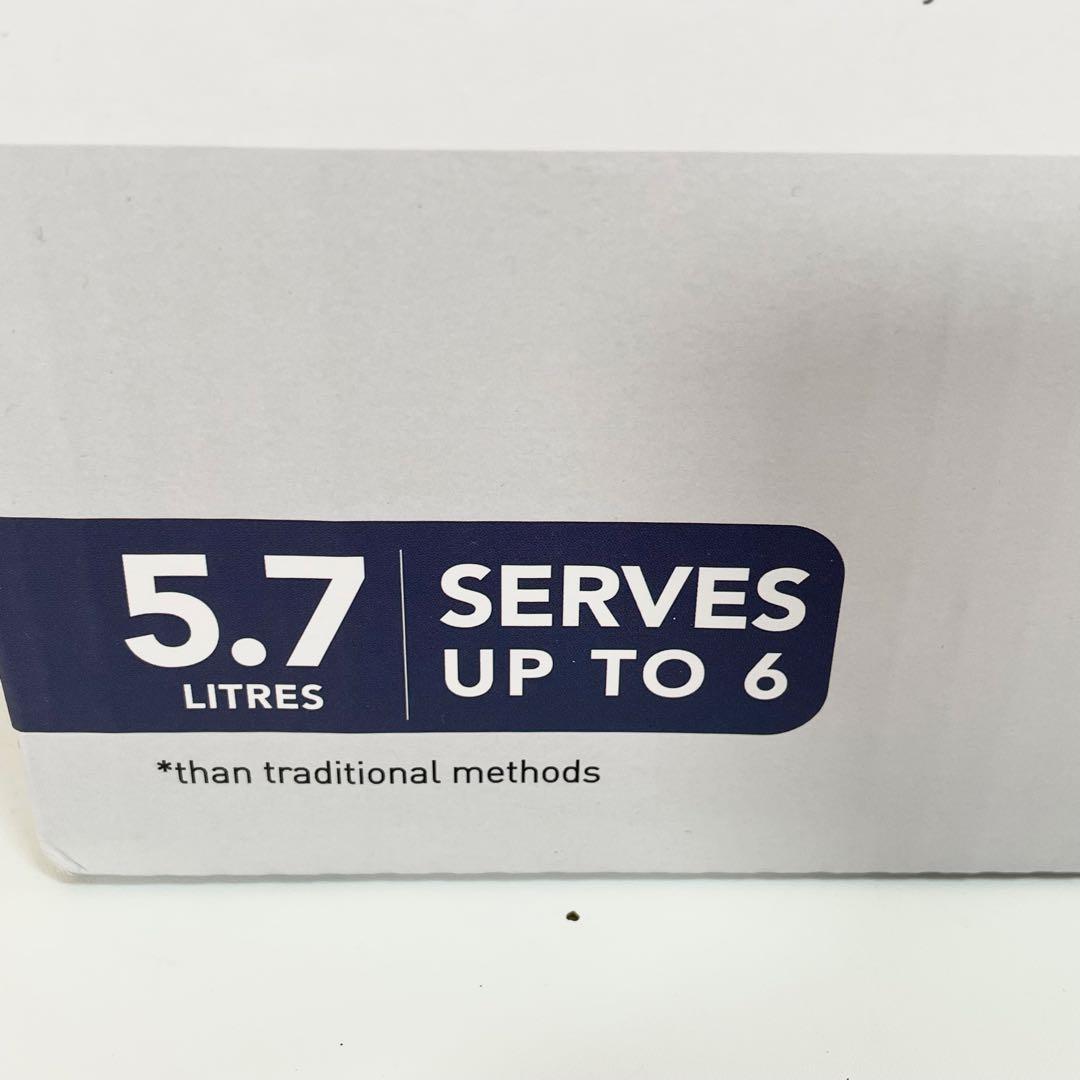 5.7
LITRES
SERVES
UP TO 6
*than traditional methods